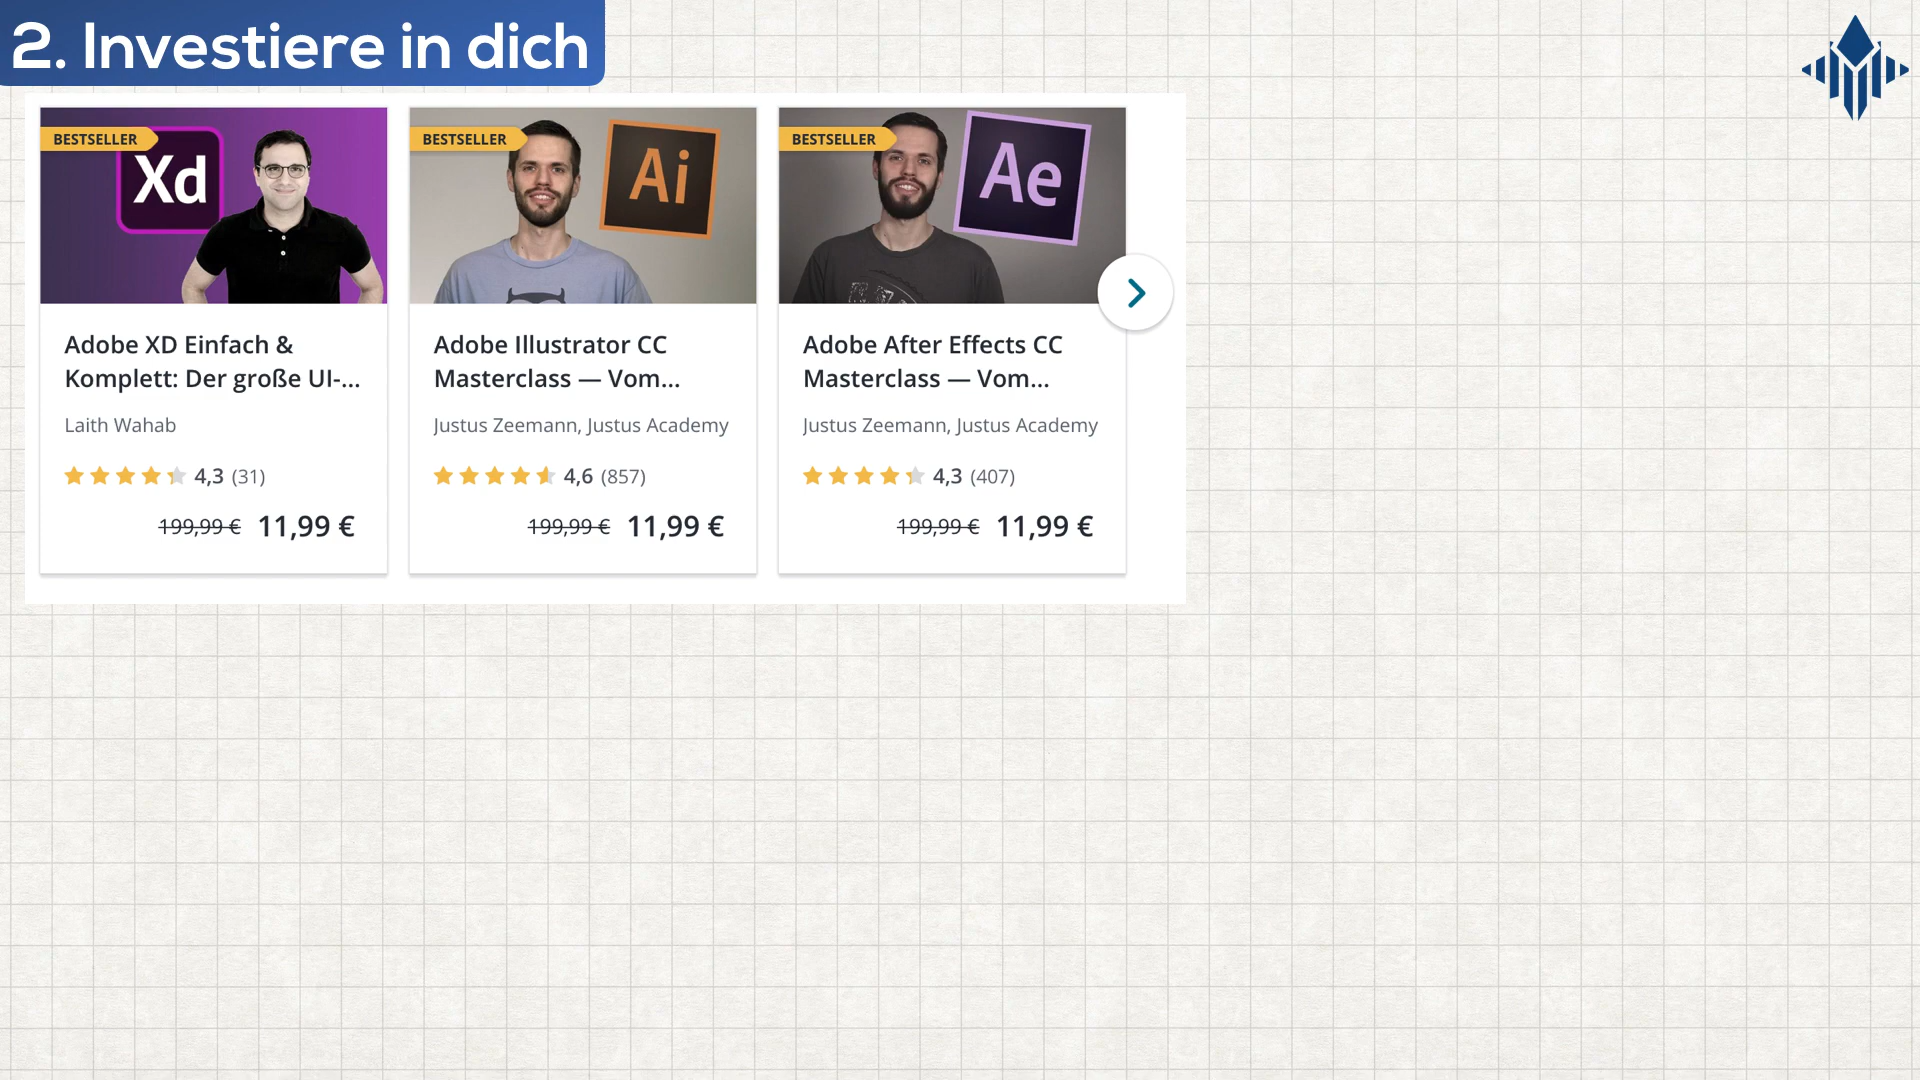 2. Investiere in dich
BESTSELLER
Xd
Adobe XD Einfach &
Komplett: Der große UI-...
Laith Wahab
4,3 (31)
199,99 € 11,99 €
BESTSELLER
Ai
Adobe Illustrator CC
Masterclass — Vom...
Justus Zeemann, Justus Academy
4,6 (857)
199,99 € 11,99 €
BESTSELLER
Ae
Adobe After Effects CC
Masterclass — Vom...
Justus Zeemann, Justus Academy
4,3 (407)
199,99 € 11,99 €